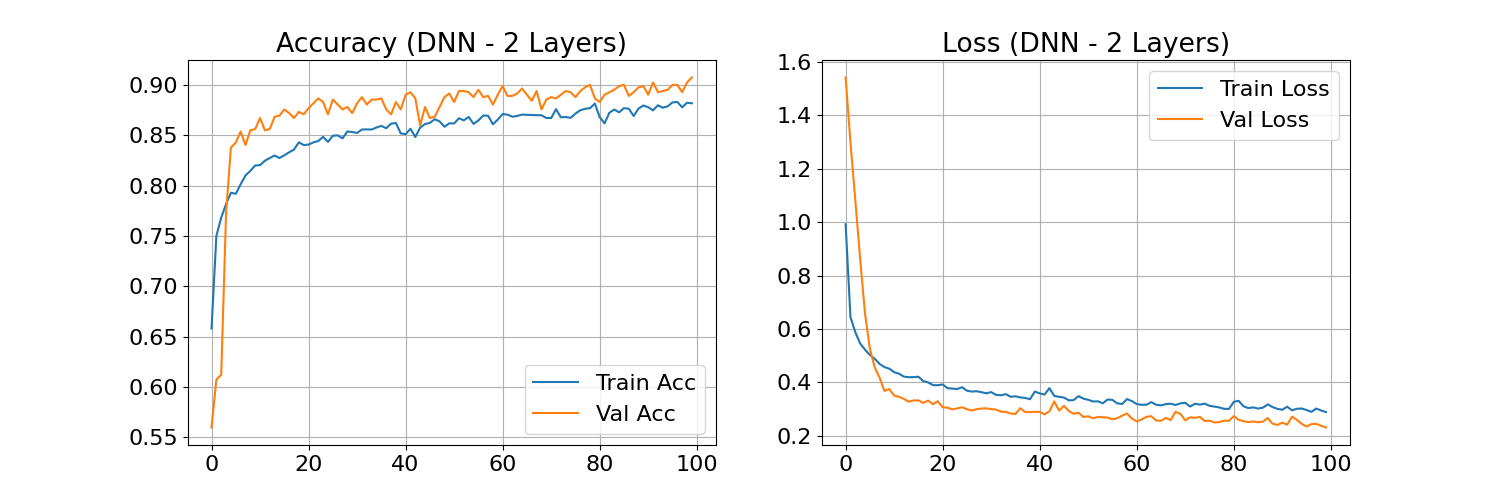 Accuracy (DNN - 2 Layers)
0.90
0.85
0.80
0.75
0.70
0.65
0.60
0.55
0 20 40 60 80 100
Train Acc
Val Acc
Loss (DNN - 2 Layers)
1.6
1.4
1.2
1.0
0.8
0.6
0.4
0.2
0 20 40 60 80 100
Train Loss
Val Loss